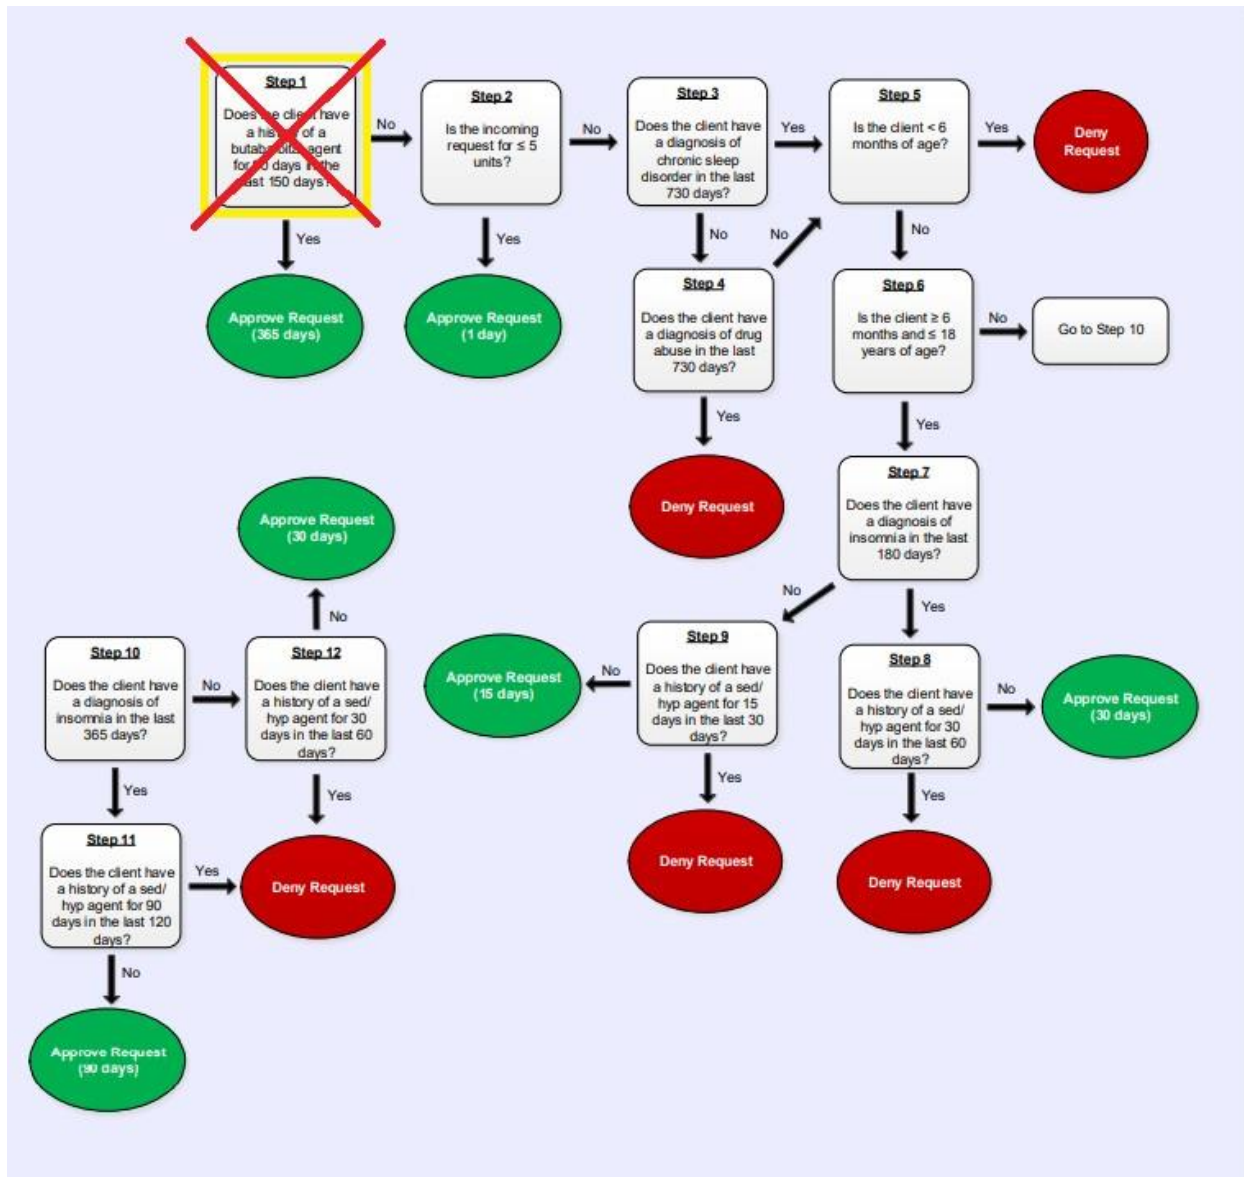 Step 1
Does the client have
a history of a
butabarbital agent
for 90 days in the
last 150 days?
No
Yes
Approve Request
(365 days)
Step 2
Is the incoming
request for ≤ 5
units?
No
Yes
Approve Request
(1 day)
Step 3
Does the client have
a diagnosis of
chronic sleep
disorder in the last
730 days?
Yes
No
No
Step 4
Does the client have
a diagnosis of drug
abuse in the last
730 days?
Yes
Deny Request
Step 5
Is the client < 6
months of age?
Yes
Deny
Request
No
Step 6
Is the client ≥ 6
months and ≤ 18
years of age?
No
Go to Step 10
Yes
Step 7
Does the client have
a diagnosis of
insomnia in the last
180 days?
No
Yes
Step 8
Does the client have
a history of a sed/
hyp agent for 30
days in the last 60
days?
No
Approve Request
(30 days)
Yes
Deny Request
Step 9
Does the client have
a history of a sed/
hyp agent for 15
days in the last 30
days?
No
Approve Request
(15 days)
Yes
Deny Request
Step 10
Does the client have
a diagnosis of
insomnia in the last
365 days?
No
Yes
Step 12
Does the client have
a history of a sed/
hyp agent for 30
days in the last 60
days?
No
Approve Request
(30 days)
Yes
Deny Request
Step 11
Does the client have
a history of a sed/
hyp agent for 90
days in the last 120
days?
Yes
No
Approve Request
(90 days)